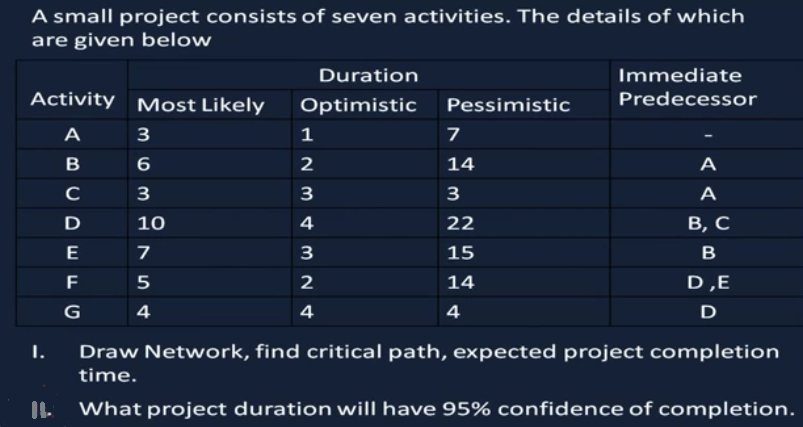 A small project consists of seven activities. The details of which
are given below
Duration Immediate
Activity Most Likely Optimistic Pessimistic Predecessor
A 3 1 7 -
B 6 2 14 A
C 3 3 3 A
D 10 4 22 B, C
E 7 3 15 B
F 5 2 14 D ,E
G 4 4 4 D
I. Draw Network, find critical path, expected project completion
time.
II. What project duration will have 95% confidence of completion.